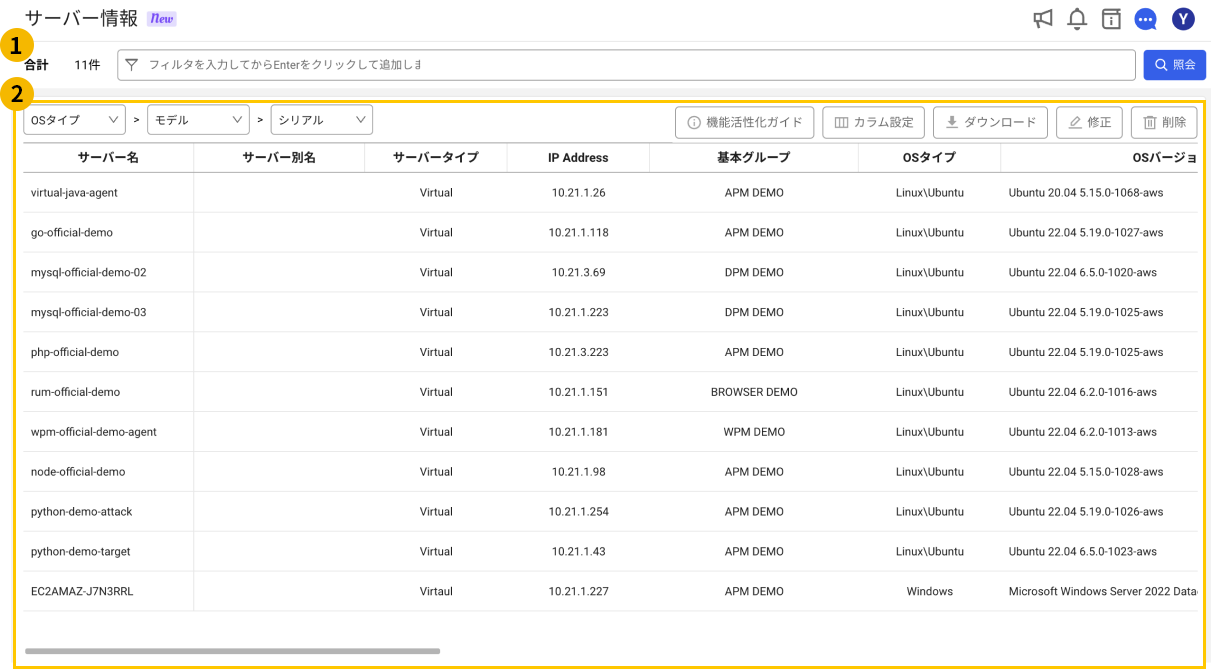 サーバー情報 New
Y
1
合計 11件 フィルタを入力してからEnterをクリックして追加しま 照会
2
OSタイプ > モデル > シリアル 機能活性化ガイド カラム設定 ダウンロード 修正 削除
サーバー名 サーバー別名 サーバータイプ IP Address 基本グループ OSタイプ OSバージョ
virtual-java-agent Virtual 10.21.1.26 APM DEMO Linux\Ubuntu Ubuntu 20.04 5.15.0-1068-aws
go-official-demo Virtual 10.21.1.118 APM DEMO Linux\Ubuntu Ubuntu 22.04 5.19.0-1027-aws
mysql-official-demo-02 Virtual 10.21.3.69 DPM DEMO Linux\Ubuntu Ubuntu 22.04 6.5.0-1020-aws
mysql-official-demo-03 Virtual 10.21.1.223 DPM DEMO Linux\Ubuntu Ubuntu 22.04 5.19.0-1025-aws
php-official-demo Virtual 10.21.3.223 APM DEMO Linux\Ubuntu Ubuntu 22.04 5.19.0-1025-aws
rum-official-demo Virtual 10.21.1.151 BROWSER DEMO Linux\Ubuntu Ubuntu 22.04 6.2.0-1016-aws
wpm-official-demo-agent Virtual 10.21.1.181 WPM DEMO Linux\Ubuntu Ubuntu 22.04 6.2.0-1013-aws
node-official-demo Virtual 10.21.1.98 APM DEMO Linux\Ubuntu Ubuntu 22.04 5.15.0-1028-aws
python-demo-attack Virtual 10.21.1.254 APM DEMO Linux\Ubuntu Ubuntu 22.04 5.19.0-1026-aws
python-demo-target Virtual 10.21.1.43 APM DEMO Linux\Ubuntu Ubuntu 22.04 6.5.0-1023-aws
EC2AMAZ-J7N3RRL Virtaul 10.21.1.227 APM DEMO Windows Microsoft Windows Server 2022 Data